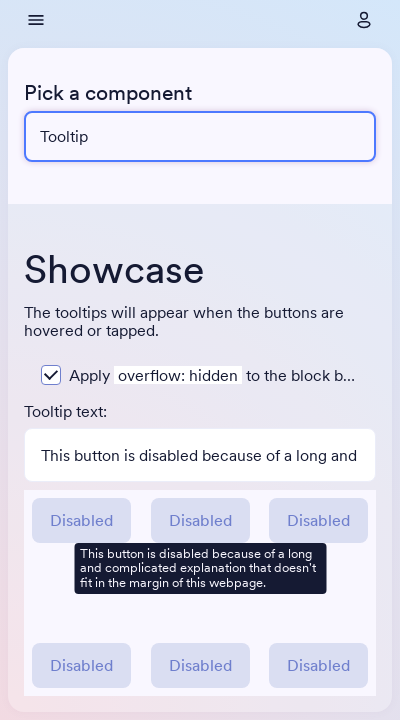 Pick a component
Tooltip
Showcase
The tooltips will appear when the buttons are
hovered or tapped.
Apply overflow: hidden to the block b...
Tooltip text:
This button is disabled because of a long and
Disabled Disabled Disabled
This button is disabled because of a long
and complicated explanation that doesn't
fit in the margin of this webpage.
Disabled Disabled Disabled